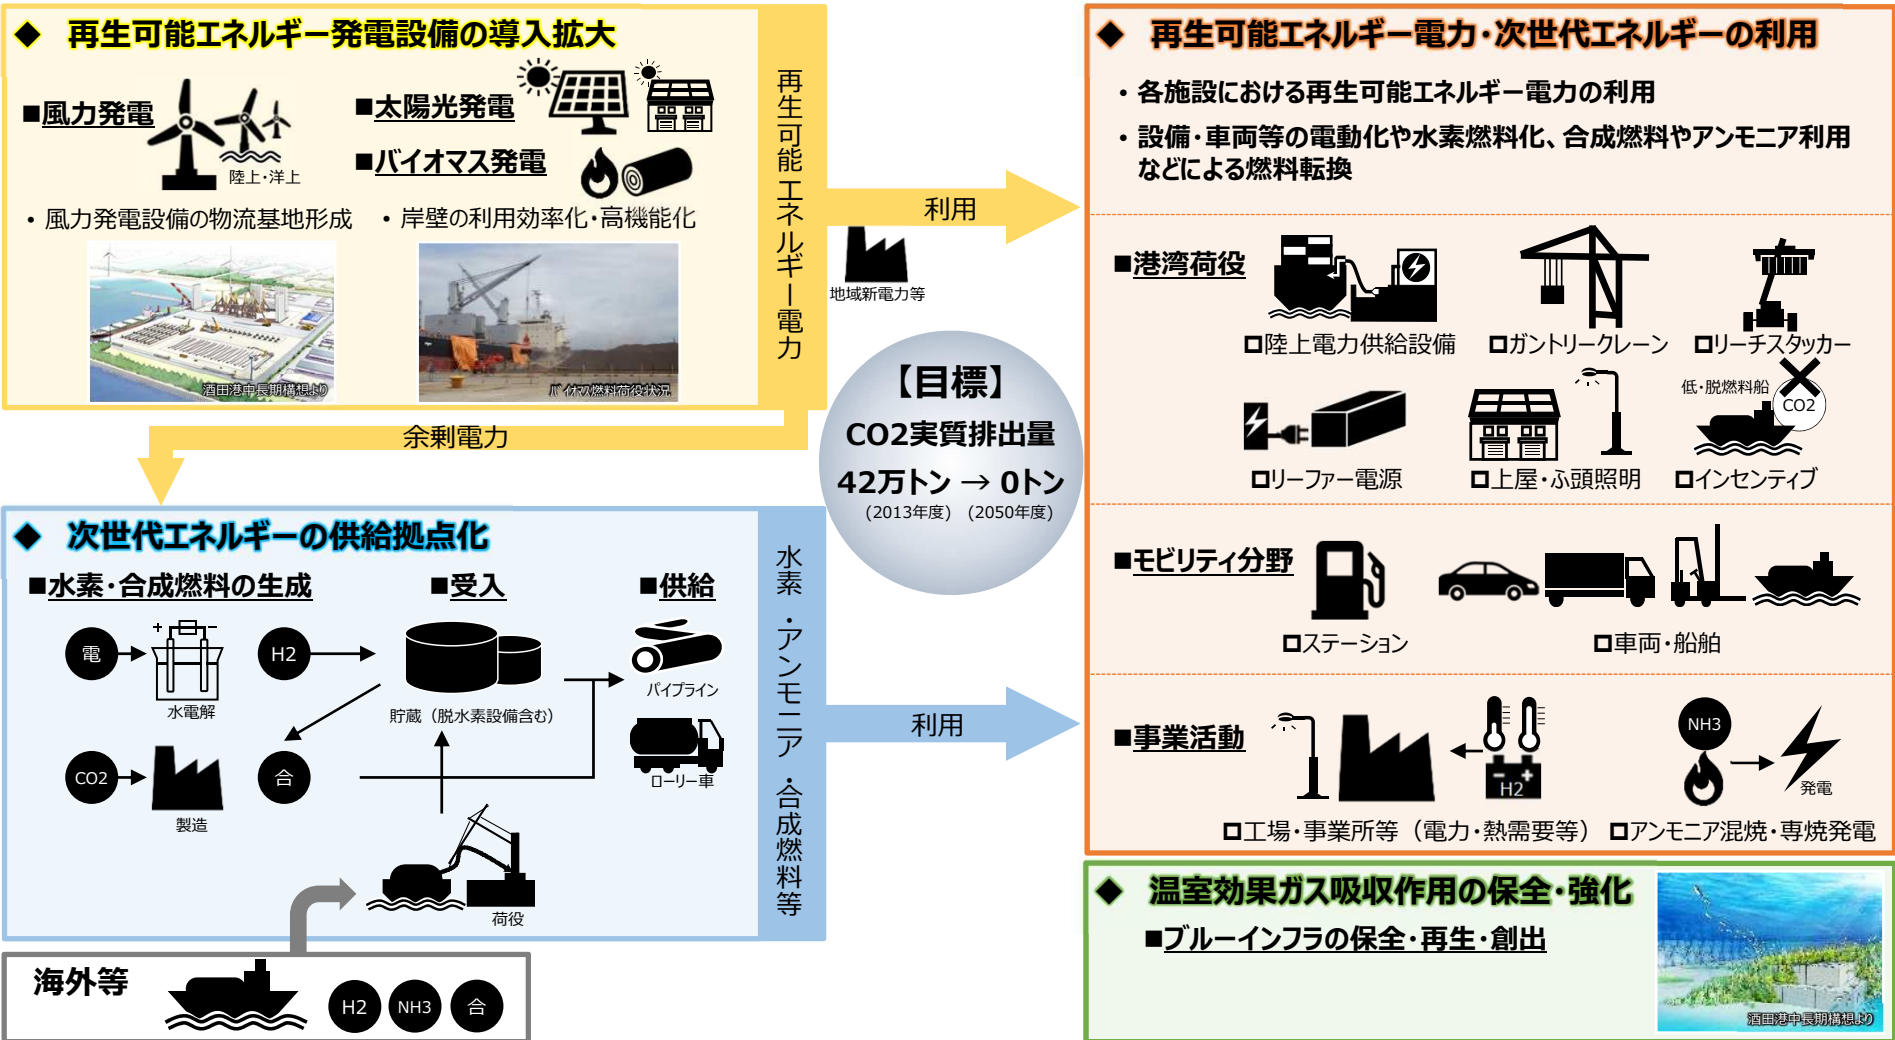 ◆ 再生可能エネルギー発電設備の導入拡大
■風力発電
陸上・洋上
■太陽光発電
■バイオマス発電
・風力発電設備の物流基地形成
・岸壁の利用効率化・高機能化
酒田港中長期構想より
バイオマス燃料荷役状況
再生可能エネルギー電力
利用
地域新電力等
余剰電力
【目標】
CO2実質排出量
42万トン → 0トン
(2013年度) (2050年度)
◆ 次世代エネルギーの供給拠点化
■水素・合成燃料の生成
■受入
■供給
電
+ −
水電解
H2
貯蔵（脱水素設備含む）
パイプライン
CO2
製造
合
ローリー車
荷役
水素・アンモニア・合成燃料等
利用
海外等
H2
NH3
合
◆ 再生可能エネルギー電力・次世代エネルギーの利用
・各施設における再生可能エネルギー電力の利用
・設備・車両等の電動化や水素燃料化、合成燃料やアンモニア利用
などによる燃料転換
■港湾荷役
□陸上電力供給設備
□ガントリークレーン
□リーチスタッカー
低・脱燃料船
CO2
□リーファー電源
□上屋・ふ頭照明
□インセンティブ
■モビリティ分野
□ステーション
□車両・船舶
■事業活動
H2
NH3
発電
□工場・事業所等（電力・熱需要等）
□アンモニア混焼・専焼発電
◆ 温室効果ガス吸収作用の保全・強化
■ブルーインフラの保全・再生・創出
酒田港中長期構想より